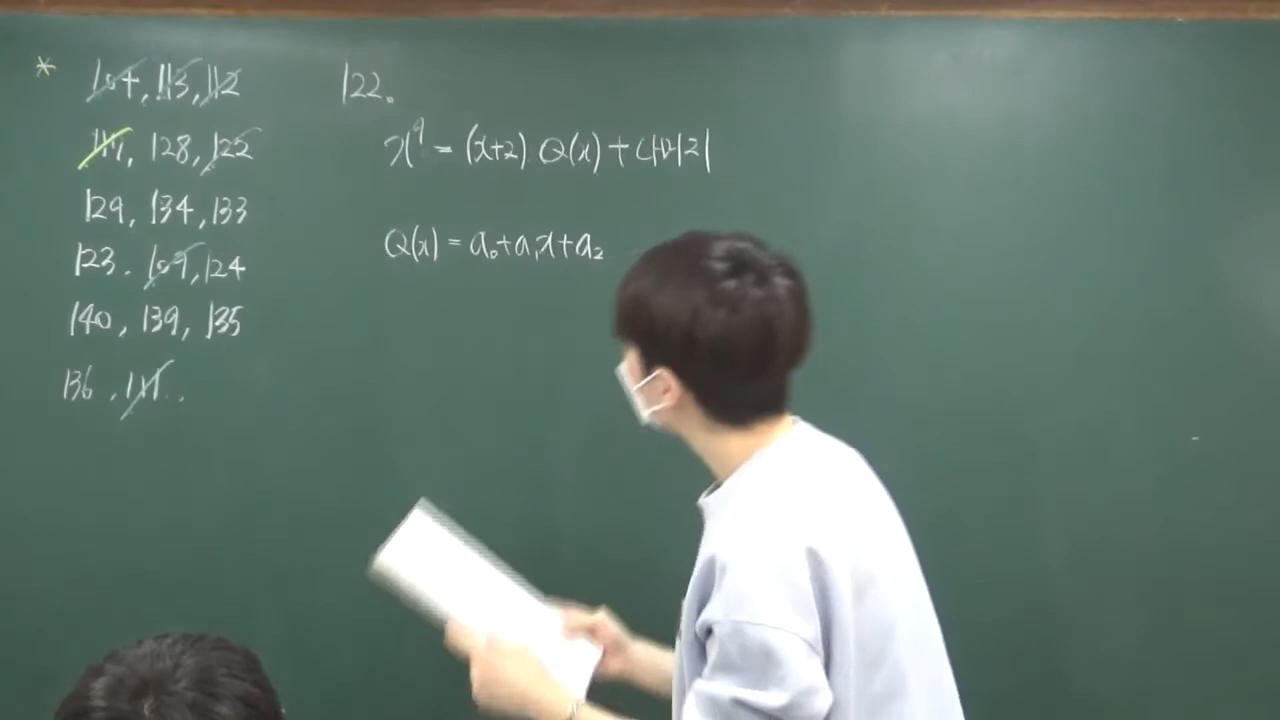 * 104, 113, 112
111, 128, 122
129, 134, 133
123. 109, 124
140, 139, 135
136, 111.
122.
x⁹ = (x+2) Q(x) + 나머지
Q(x) = a₀+a₁x+a₂